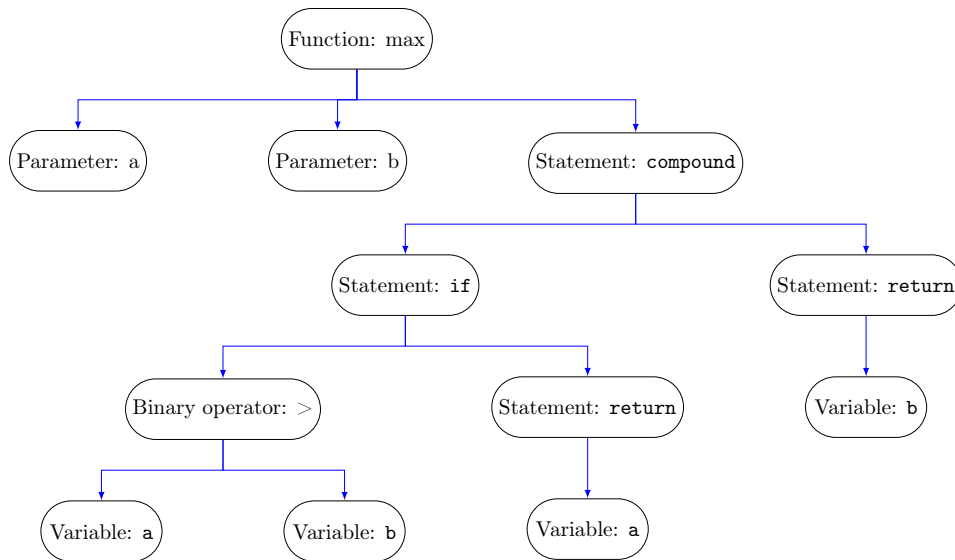 Function: max
Parameter: a
Parameter: b
Statement: compound
Statement: if
Statement: return
Binary operator: >
Statement: return
Variable: b
Variable: a
Variable: b
Variable: a